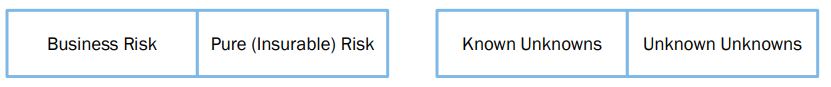 Business Risk
Pure (Insurable) Risk
Known Unknowns
Unknown Unknowns